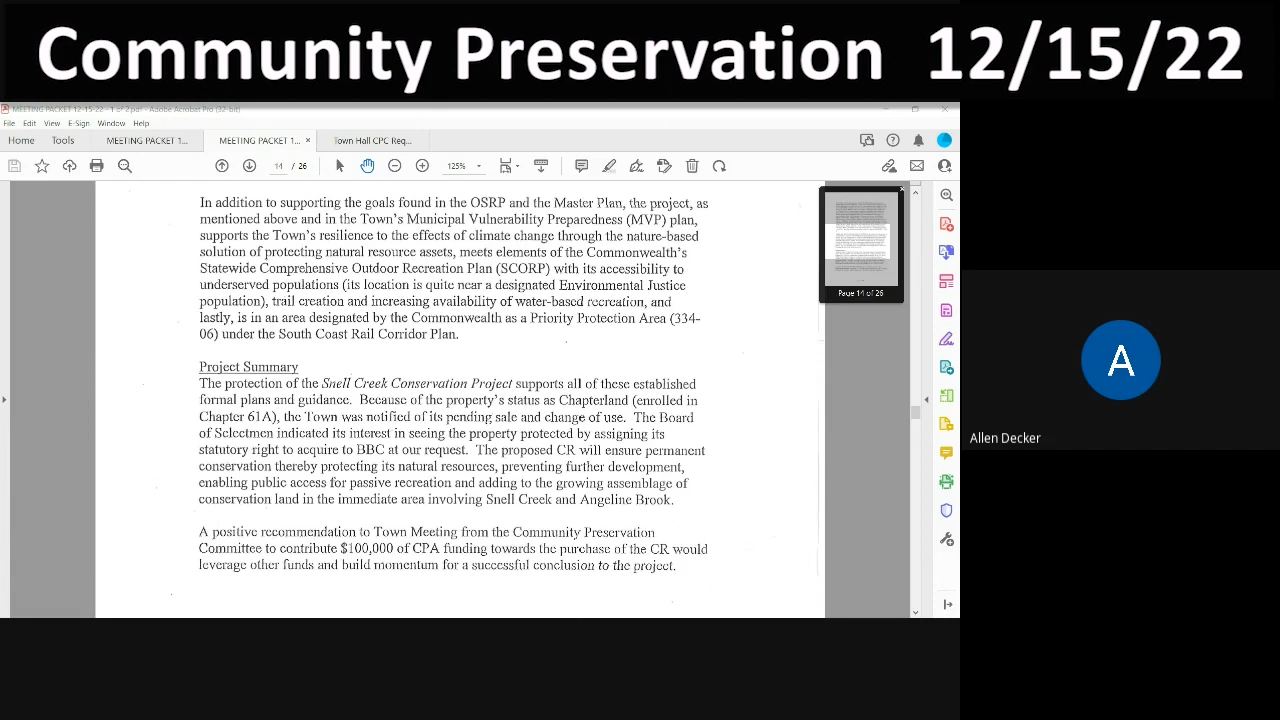 Community Preservation 12/15/22
MEETING PACKET 12-15-22 - 1 of 2.pdf - Adobe Acrobat Pro (32-bit)
File Edit View E-Sign Window Help
Home Tools MEETING PACKET 1... MEETING PACKET 1... × Town Hall CPC Req...
14 / 26 125%
In addition to supporting the goals found in the OSRP and the Master Plan, the project, as
mentioned above and in the Town's Municipal Vulnerability Preparedness (MVP) plan,
supports the Town's resilience to the effects of climate change through the nature-based
solution of protecting natural resource assets, meets elements of the Commonwealth's
Statewide Comprehensive Outdoor Recreation Plan (SCORP) with its accessibility to
underserved populations (its location is quite near a designated Environmental Justice
population), trail creation and increasing availability of water-based recreation, and
lastly, is in an area designated by the Commonwealth as a Priority Protection Area (334-
06) under the South Coast Rail Corridor Plan.
Page 14 of 26
Project Summary
The protection of the Snell Creek Conservation Project supports all of these established
formal plans and guidance. Because of the property's status as Chapterland (enrolled in
Chapter 61A), the Town was notified of its pending sale and change of use. The Board
of Selectmen indicated its interest in seeing the property protected by assigning its
statutory right to acquire to BBC at our request. The proposed CR will ensure permanent
conservation thereby protecting its natural resources, preventing further development,
enabling public access for passive recreation and adding to the growing assemblage of
conservation land in the immediate area involving Snell Creek and Angeline Brook.
A positive recommendation to Town Meeting from the Community Preservation
Committee to contribute $100,000 of CPA funding towards the purchase of the CR would
leverage other funds and build momentum for a successful conclusion to the project.
A
Allen Decker